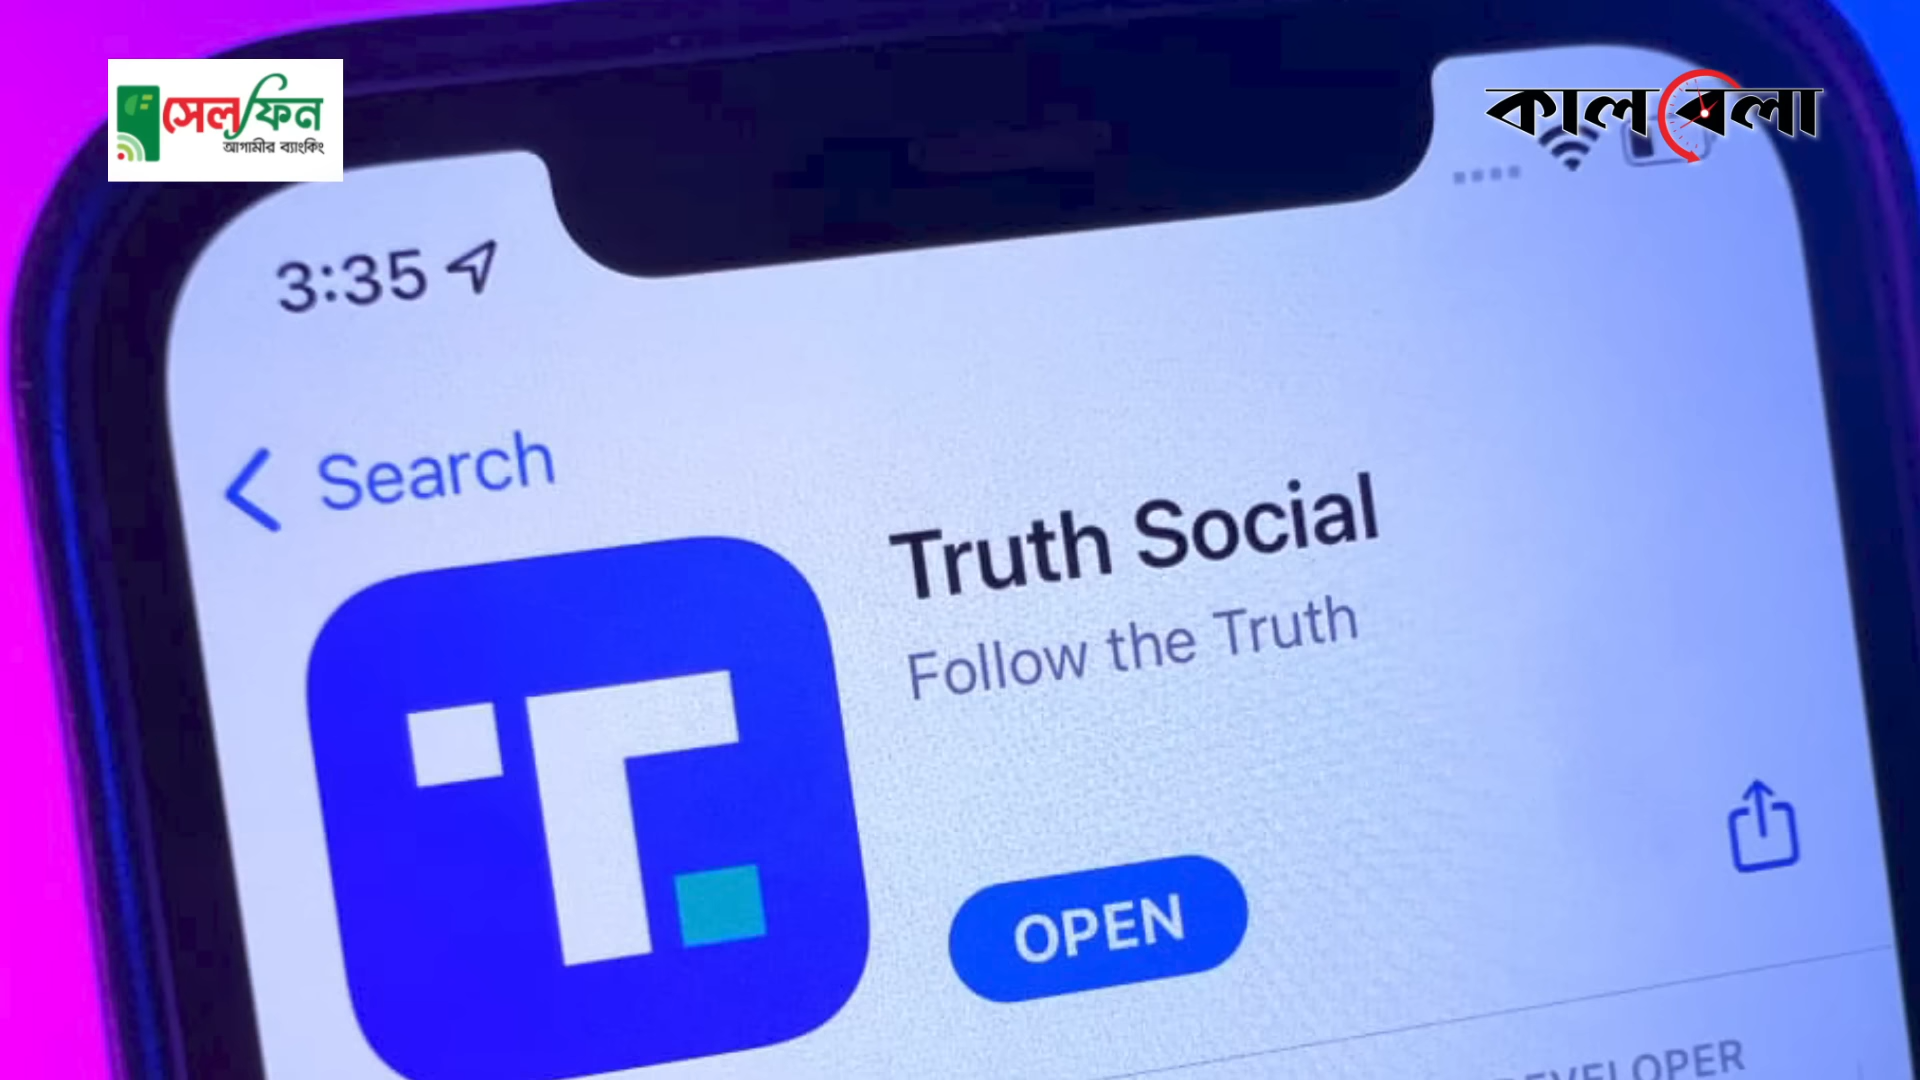 সেলফিন
আগামীর ব্যাংকিং
কালবেলা
3:35
Search
Truth Social
Follow the Truth
OPEN